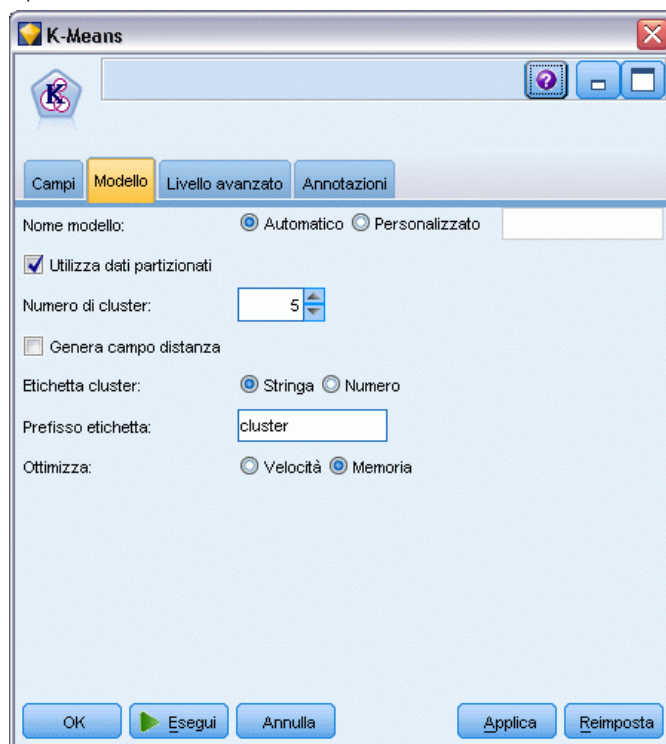 K-Means
K
Campi Modello Livello avanzato Annotazioni
Nome modello: Automatico Personalizzato
Utilizza dati partizionati
Numero di cluster: 5
Genera campo distanza
Etichetta cluster: Stringa Numero
Prefisso etichetta: cluster
Ottimizza: Velocità Memoria
OK Esegui Annulla Applica Reimposta